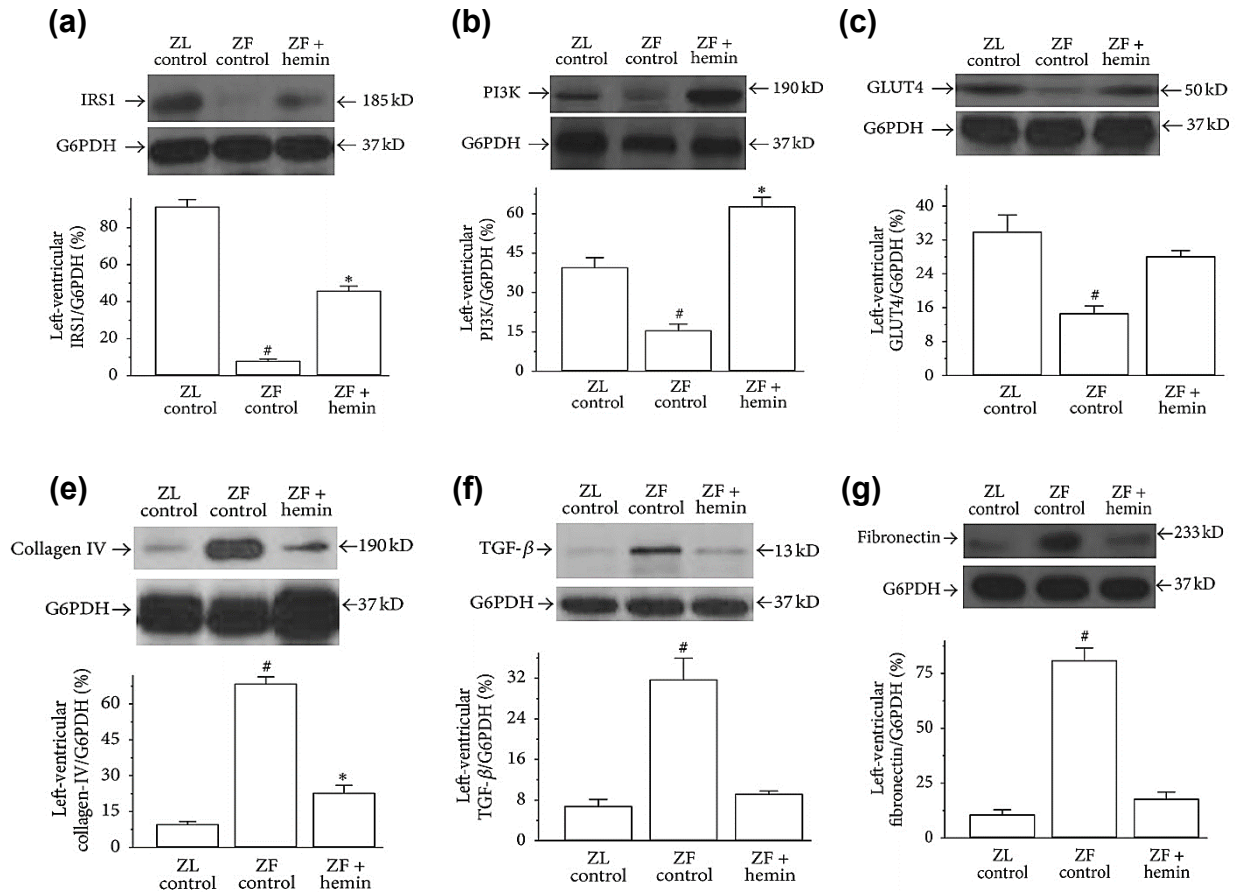 (a)
ZL control
ZF control
ZF + hemin
IRS1 →
← 185 kD
G6PDH →
← 37 kD
Left-ventricular IRS1/G6PDH (%)
80
60
40
20
0
#
*
ZL control
ZF control
ZF + hemin
(b)
ZL control
ZF control
ZF + hemin
PI3K →
← 190 kD
G6PDH →
← 37 kD
Left-ventricular PI3K/G6PDH (%)
60
45
30
15
0
#
*
ZL control
ZF control
ZF + hemin
(c)
ZL control
ZF control
ZF + hemin
GLUT4 →
← 50 kD
G6PDH →
← 37 kD
Left-ventricular GLUT4/G6PDH (%)
40
32
24
16
8
0
#
ZL control
ZF control
ZF + hemin
(e)
ZL control
ZF control
ZF + hemin
Collagen IV →
← 190 kD
G6PDH →
← 37 kD
Left-ventricular collagen-IV/G6PDH (%)
60
45
30
15
0
#
*
ZL control
ZF control
ZF + hemin
(f)
ZL control
ZF control
ZF + hemin
TGF-β →
← 13 kD
G6PDH →
← 37 kD
Left-ventricular TGF-β/G6PDH (%)
32
24
16
8
0
#
ZL control
ZF control
ZF + hemin
(g)
ZL control
ZF control
ZF + hemin
Fibronectin →
← 233 kD
G6PDH →
← 37 kD
Left-ventricular fibronectin/G6PDH (%)
75
50
25
0
#
ZL control
ZF control
ZF + hemin